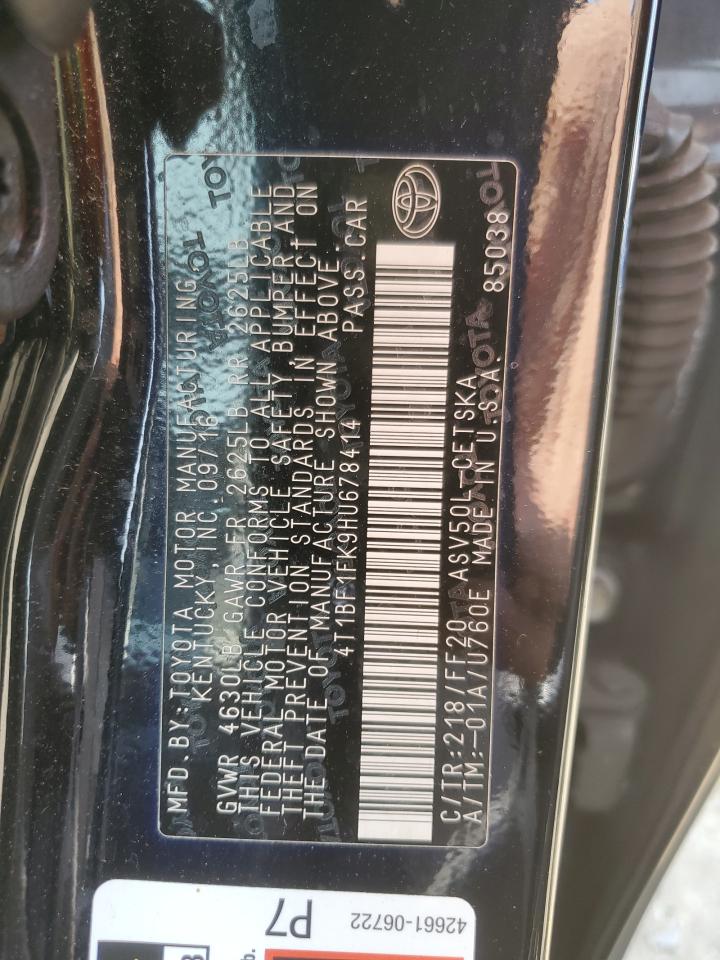 MFD. BY: TOYOTA MOTOR MANUFACTURING
KENTUCKY, INC. 09/16
GVWR 4630LB GAWR FR 2625LB RR 2625LB
THIS VEHICLE CONFORMS TO ALL APPLICABLE
FEDERAL MOTOR VEHICLE SAFETY, BUMPER AND
THEFT PREVENTION STANDARDS IN EFFECT ON
THE DATE OF MANUFACTURE SHOWN ABOVE.
4T1BF1FK9HU678414 PASS.CAR
C/TR:218/FF20 ASV50L-CETSKA
A/TM:-01A/U760E MADE IN U.S.A. 85038
42661-06722
P7